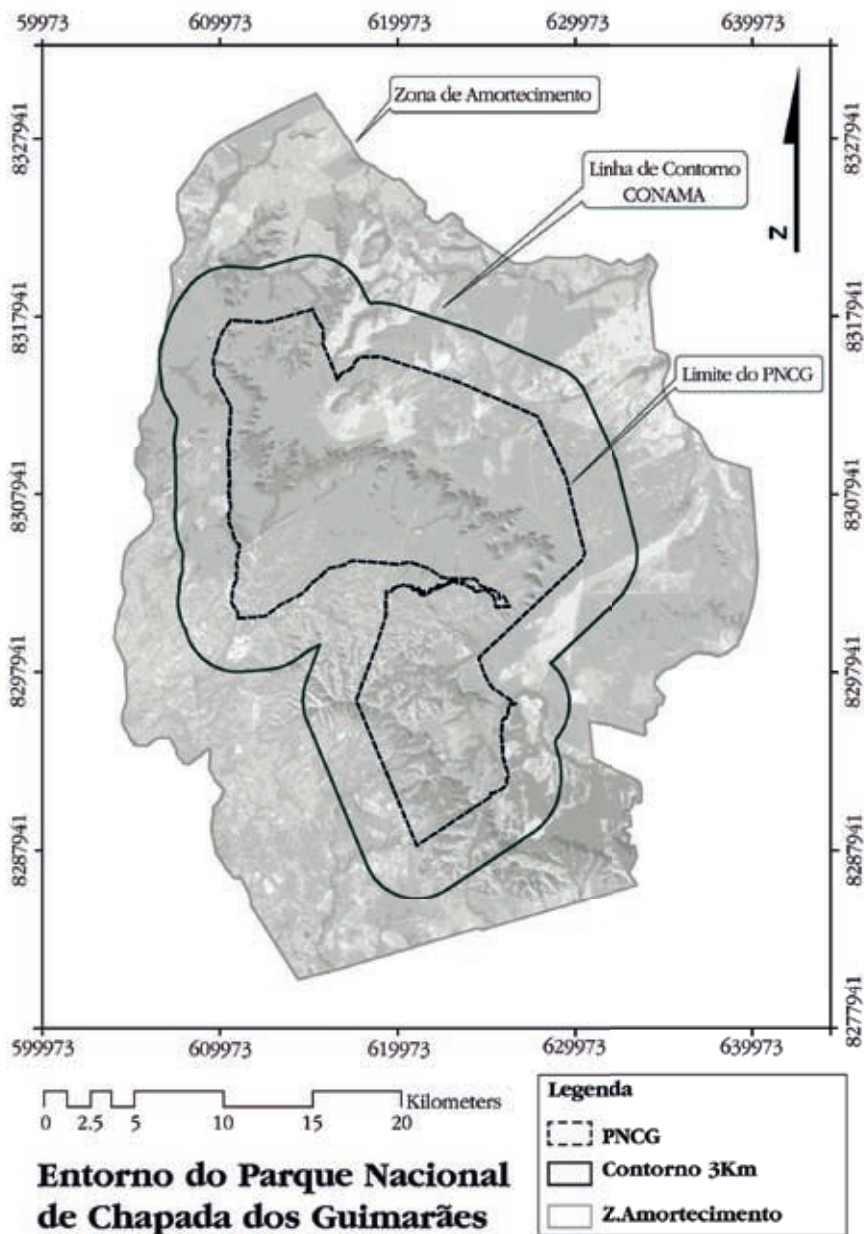 59973 609973 619973 629973 639973
Zona de Amortecimento
8327941 8327941
Linha de Contorno
CONAMA
Z
8317941 8317941
Limite do PNCG
8307941 8307941
8297941 8297941
8287941 8287941
8277941 8277941
599973 609973 619973 629973 639973
0 2.5 5 10 15 20 Kilometers
Entorno do Parque Nacional
de Chapada dos Guimarães
Legenda
PNCG
Contorno 3Km
Z.Amortecimento